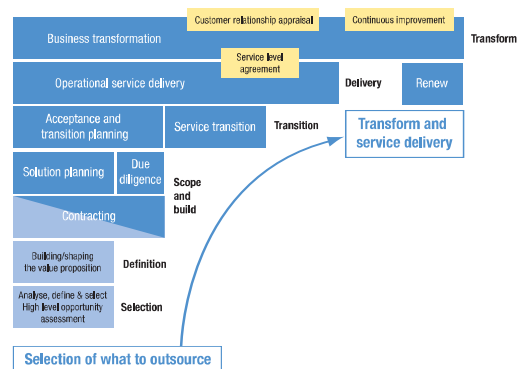 Customer relationship appraisal
Continuous improvement
Business transformation
Transform
Service level
agreement
Operational service delivery
Delivery
Renew
Acceptance and
transition planning
Service transition
Transition
Transform and
service delivery
Solution planning
Due
diligence
Scope
and
build
Contracting
Building/shaping
the value proposition
Definition
Analyse, define & select
High level opportunity
assessment
Selection
Selection of what to outsource